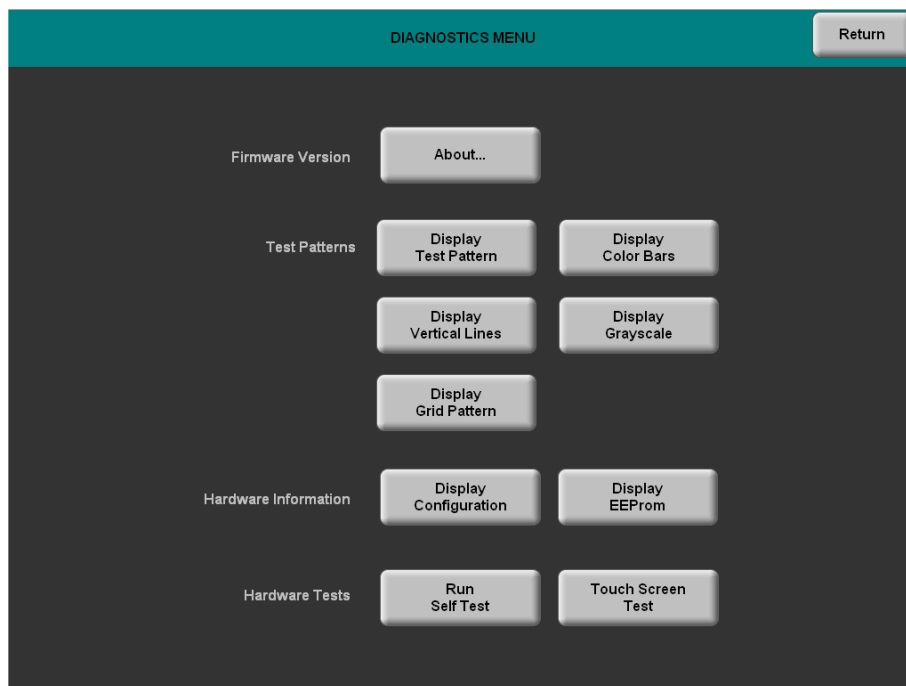 DIAGNOSTICS MENU
Return
Firmware Version
About...
Test Patterns
Display
Test Pattern
Display
Color Bars
Display
Vertical Lines
Display
Grayscale
Display
Grid Pattern
Hardware Information
Display
Configuration
Display
EEProm
Hardware Tests
Run
Self Test
Touch Screen
Test